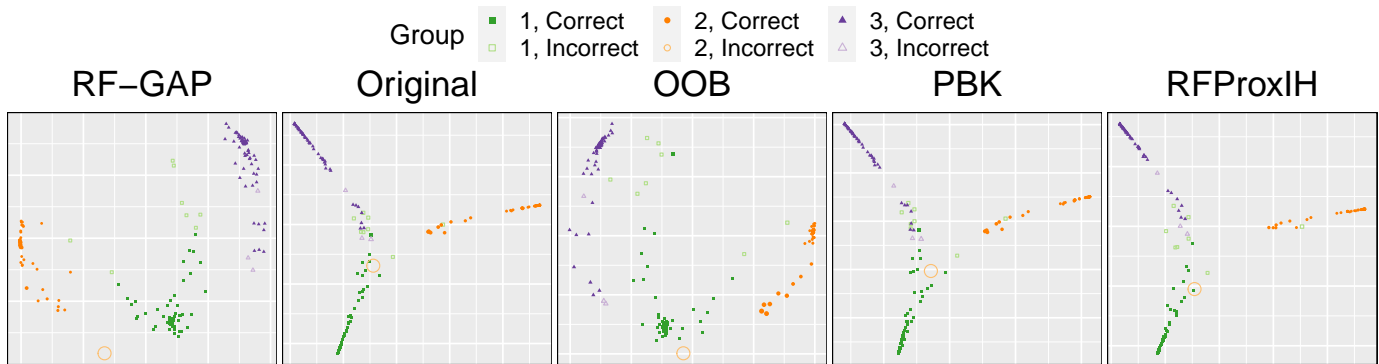 Group
1, Correct 2, Correct 3, Correct
1, Incorrect 2, Incorrect 3, Incorrect
RF−GAP Original OOB PBK RFProxIH